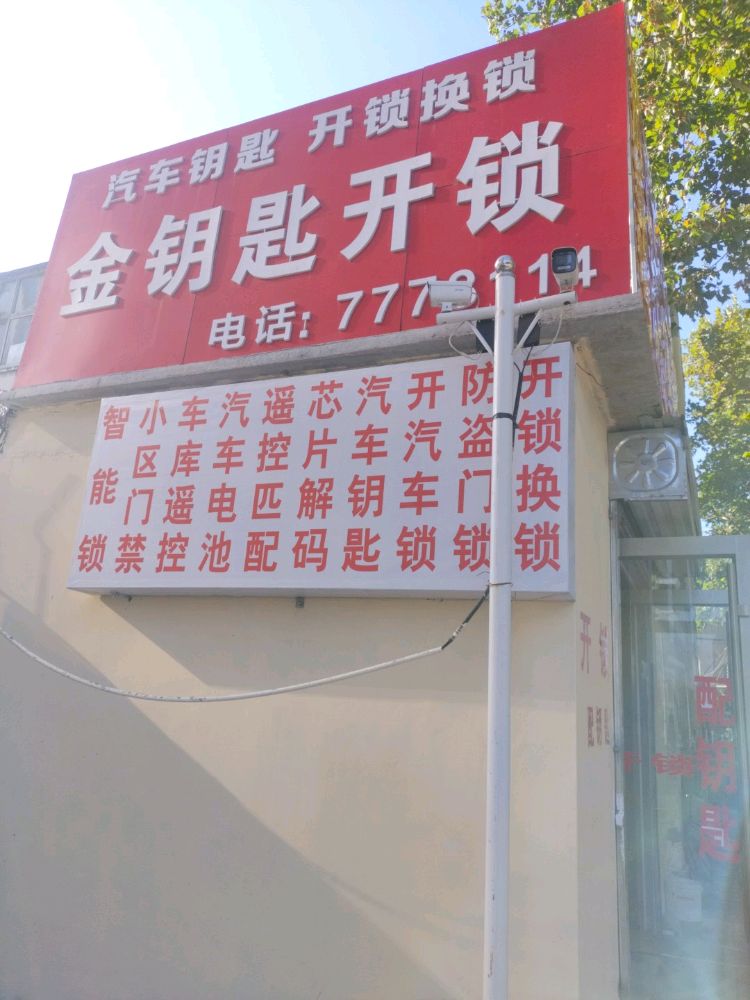 汽车钥匙 开锁换锁
金钥匙开锁
电话:
开锁换锁
防盗门锁
开汽车锁
汽车钥匙
芯片解码
遥控匹配
汽车电池
车库遥控
小区门禁
智能锁
开锁
配钥匙